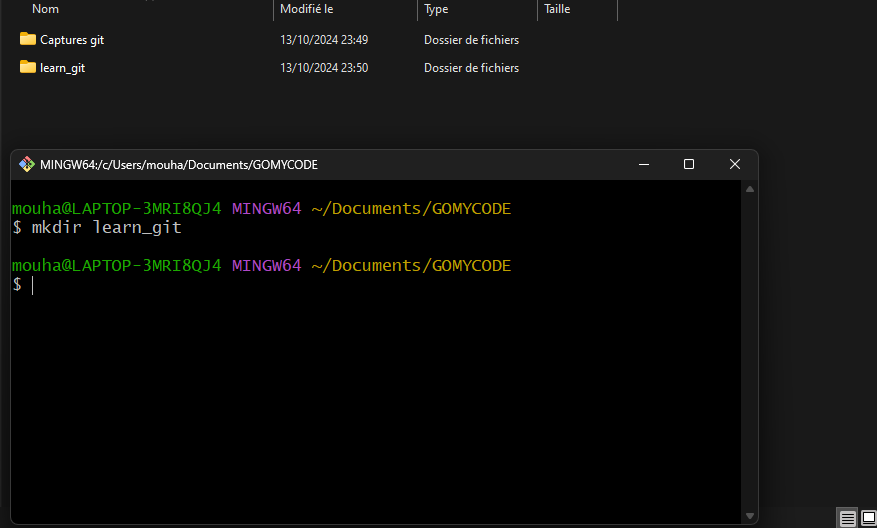 Nom Modifié le Type Taille
Captures git 13/10/2024 23:49 Dossier de fichiers
learn_git 13/10/2024 23:50 Dossier de fichiers
MINGW64:/c/Users/mouha/Documents/GOMYCODE
mouha@LAPTOP-3MRI8QJ4 MINGW64 ~/Documents/GOMYCODE
$ mkdir learn_git
mouha@LAPTOP-3MRI8QJ4 MINGW64 ~/Documents/GOMYCODE
$